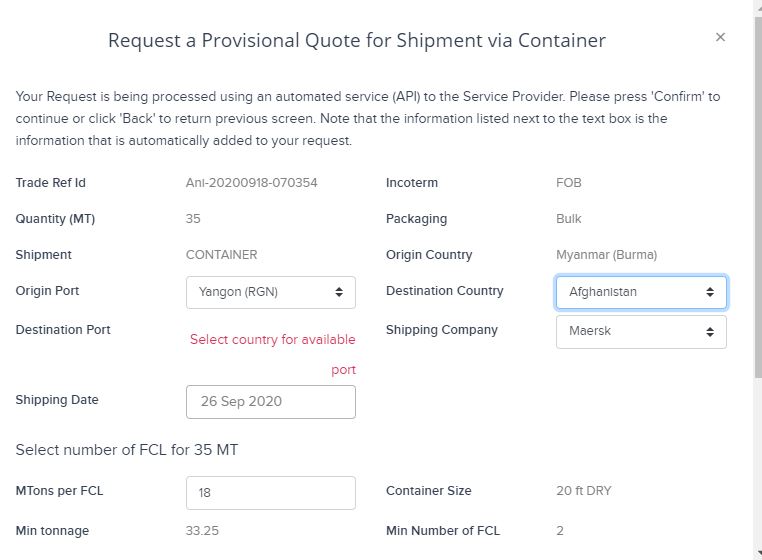 Request a Provisional Quote for Shipment via Container
×
Your Request is being processed using an automated service (API) to the Service Provider. Please press 'Confirm' to
continue or click 'Back' to return previous screen. Note that the information listed next to the text box is the
information that is automatically added to your request.
Trade Ref Id Ani-20200918-070354 Incoterm FOB
Quantity (MT) 35 Packaging Bulk
Shipment CONTAINER Origin Country Myanmar (Burma)
Origin Port Yangon (RGN) Destination Country Afghanistan
Destination Port Select country for available
port
Shipping Company Maersk
Shipping Date 26 Sep 2020
Select number of FCL for 35 MT
MTons per FCL 18 Container Size 20 ft DRY
Min tonnage 33.25 Min Number of FCL 2